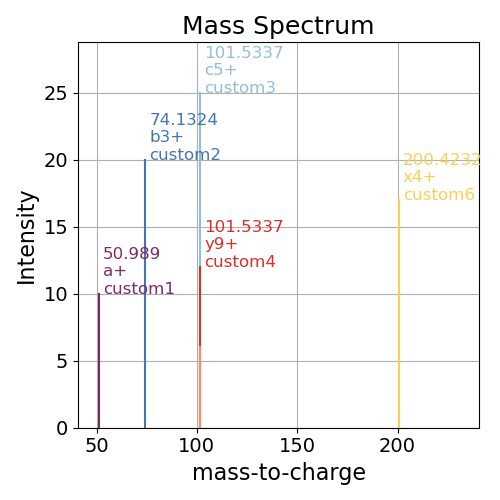 Mass Spectrum
101.5337
c5+
custom3
74.1324
b3+
custom2
200.4232
x4+
custom6
101.5337
y9+
custom4
50.989
a+
custom1
Intensity
25
20
15
10
5
0
50
100
150
200
mass-to-charge